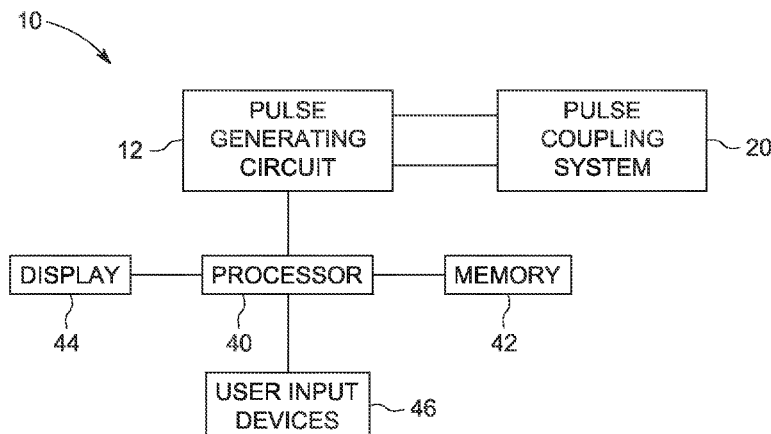 10
PULSE
GENERATING
CIRCUIT
12
PULSE
COUPLING
SYSTEM
20
DISPLAY
44
PROCESSOR
40
MEMORY
42
USER INPUT
DEVICES
46